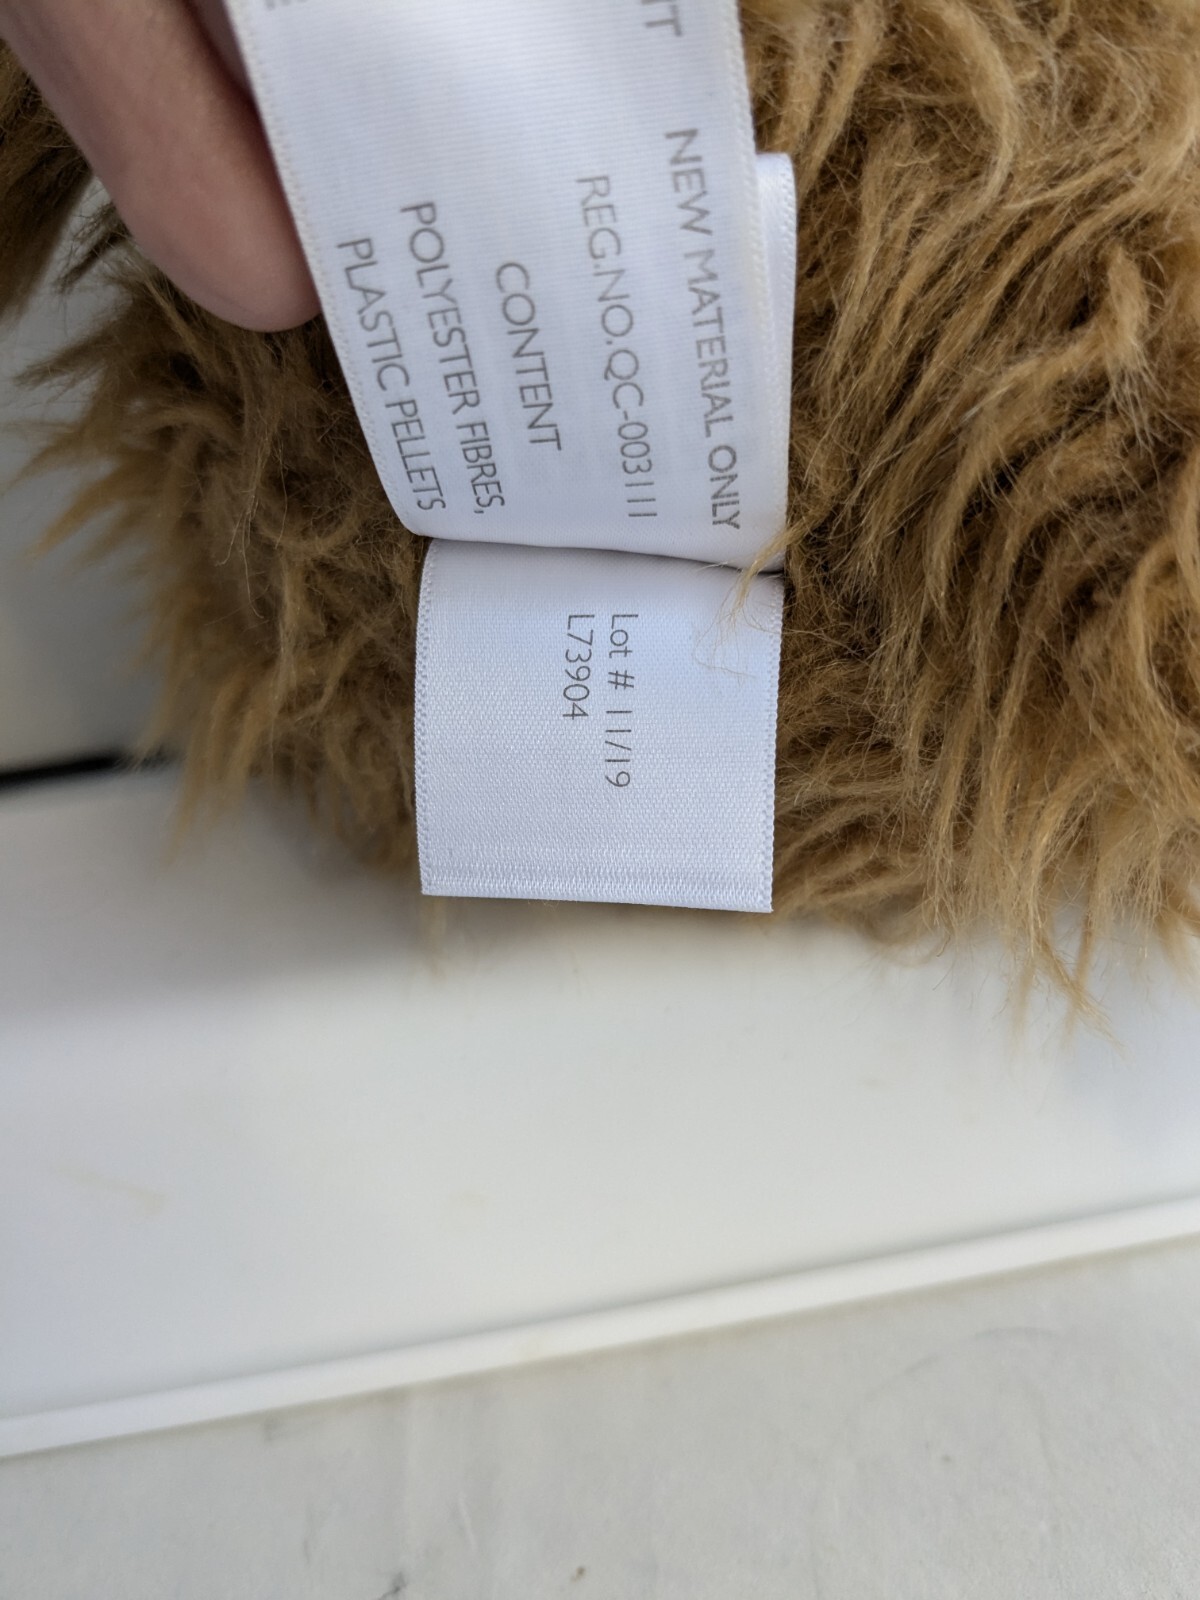 NEW MATERIAL ONLY
REG.NO.QC-003111
CONTENT
POLYESTER FIBRES,
PLASTIC PELLETS
Lot # 11/19
L73904